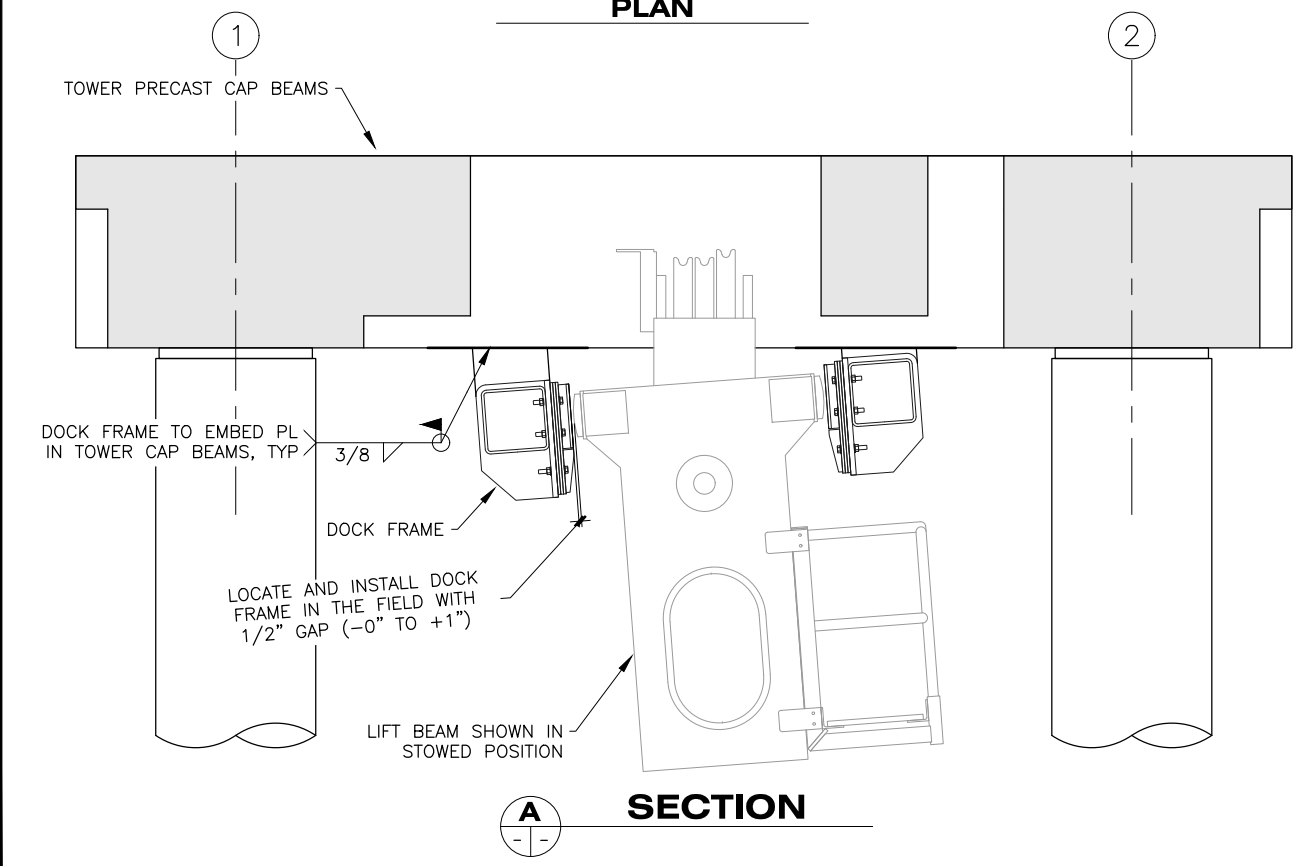 PLAN
1
2
TOWER PRECAST CAP BEAMS
DOCK FRAME TO EMBED PL
IN TOWER CAP BEAMS, TYP
3/8
DOCK FRAME
LOCATE AND INSTALL DOCK
FRAME IN THE FIELD WITH
1/2” GAP (–0” TO +1”)
LIFT BEAM SHOWN IN
STOWED POSITION
A
- -
SECTION